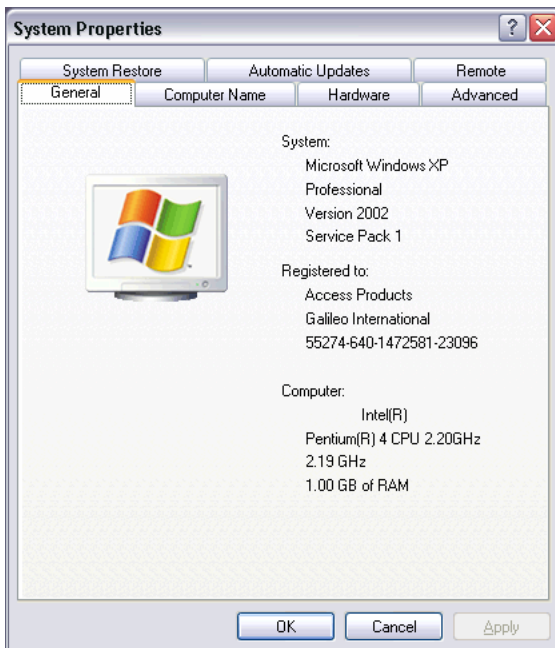 System Properties
System Restore Automatic Updates Remote
General Computer Name Hardware Advanced
System:
Microsoft Windows XP
Professional
Version 2002
Service Pack 1
Registered to:
Access Products
Galileo International
55274-640-1472581-23096
Computer:
Intel(R)
Pentium(R) 4 CPU 2.20GHz
2.19 GHz
1.00 GB of RAM
OK Cancel Apply